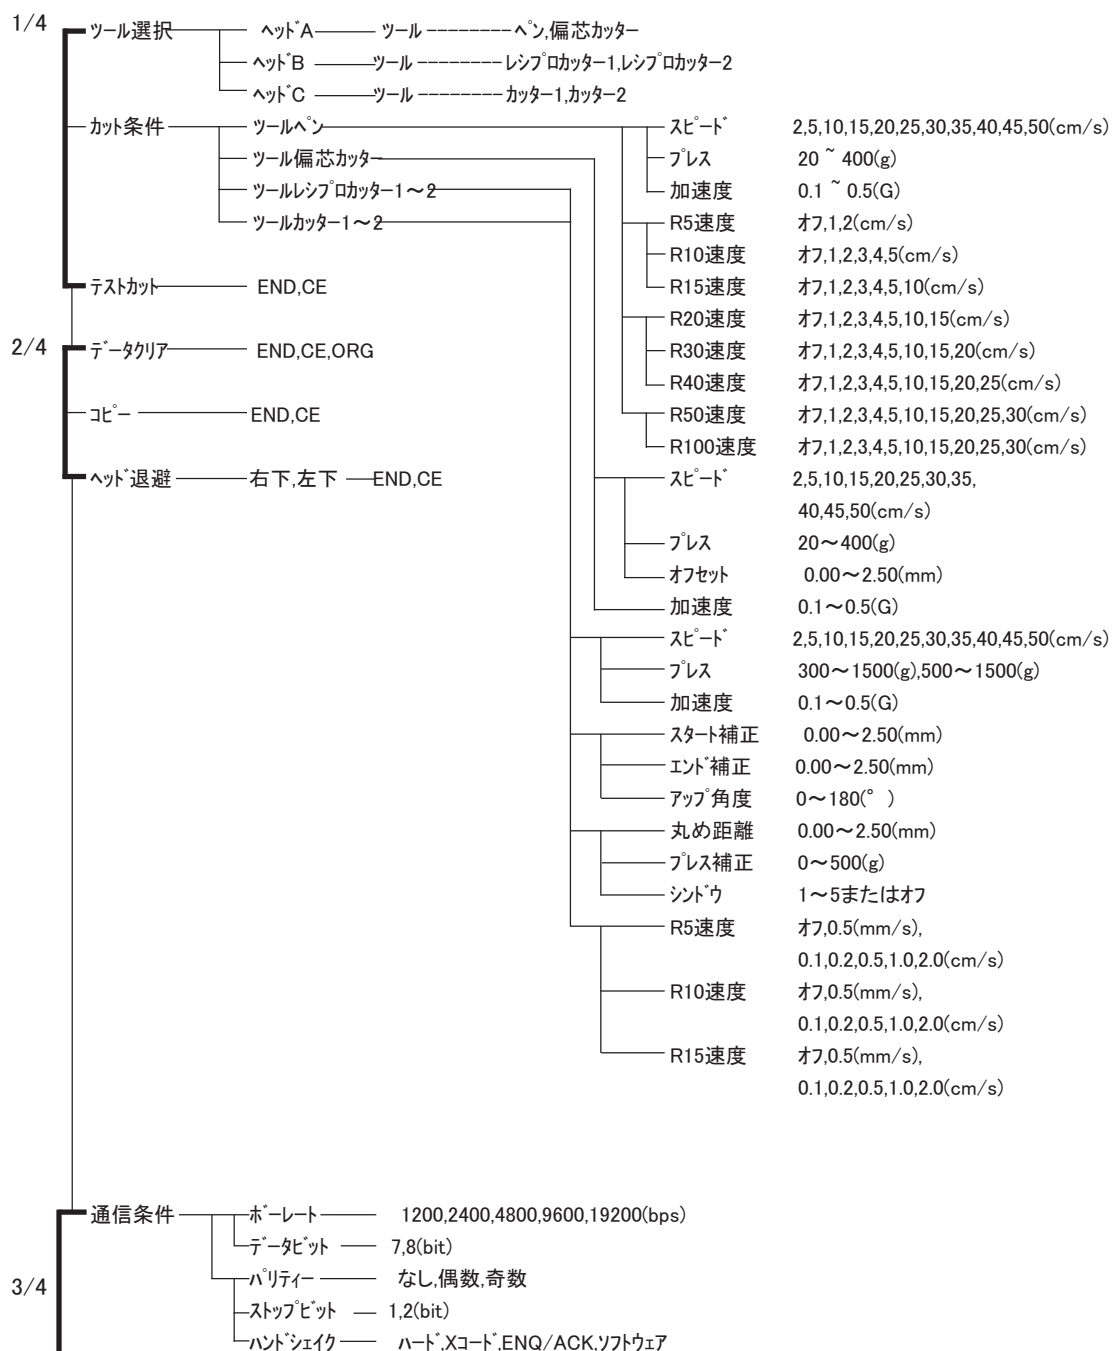 1/4
ﾂｰﾙ選択 ﾍｯﾄﾞA ﾂｰﾙ ﾍﾟﾝ,偏芯ｶｯﾀｰ
ﾍｯﾄﾞB ﾂｰﾙ ﾚｼﾌﾟﾛｶｯﾀｰ1,ﾚｼﾌﾟﾛｶｯﾀｰ2
ﾍｯﾄﾞC ﾂｰﾙ ｶｯﾀｰ1,ｶｯﾀｰ2
ｶｯﾄ条件 ﾂｰﾙﾍﾟﾝ ｽﾋﾟｰﾄﾞ 2,5,10,15,20,25,30,35,40,45,50(cm/s)
ﾂｰﾙ偏芯ｶｯﾀｰ ﾌﾟﾚｽ 20 ~ 400(g)
ﾂｰﾙﾚｼﾌﾟﾛｶｯﾀｰ1～2 加速度 0.1 ~ 0.5(G)
ﾂｰﾙｶｯﾀｰ1～2 R5速度 ｵﾌ,1,2(cm/s)
R10速度 ｵﾌ,1,2,3,4,5(cm/s)
ﾃｽﾄｶｯﾄ END,CE R15速度 ｵﾌ,1,2,3,4,5,10(cm/s)
R20速度 ｵﾌ,1,2,3,4,5,10,15(cm/s)
2/4 ﾃﾞｰﾀｸﾘｱ END,CE,ORG R30速度 ｵﾌ,1,2,3,4,5,10,15,20(cm/s)
R40速度 ｵﾌ,1,2,3,4,5,10,15,20,25(cm/s)
ｺﾋﾟｰ END,CE R50速度 ｵﾌ,1,2,3,4,5,10,15,20,25,30(cm/s)
R100速度 ｵﾌ,1,2,3,4,5,10,15,20,25,30(cm/s)
ﾍｯﾄﾞ退避 右下,左下 END,CE ｽﾋﾟｰﾄﾞ 2,5,10,15,20,25,30,35,
40,45,50(cm/s)
ﾌﾟﾚｽ 20～400(g)
ｵﾌｾｯﾄ 0.00～2.50(mm)
加速度 0.1～0.5(G)
ｽﾋﾟｰﾄﾞ 2,5,10,15,20,25,30,35,40,45,50(cm/s)
ﾌﾟﾚｽ 300～1500(g),500～1500(g)
加速度 0.1～0.5(G)
ｽﾀｰﾄ補正 0.00～2.50(mm)
ｴﾝﾄﾞ補正 0.00～2.50(mm)
ｱｯﾌﾟ角度 0～180(°)
丸め距離 0.00～2.50(mm)
ﾌﾟﾚｽ補正 0～500(g)
ｼﾝﾄﾞｳ 1～5またはｵﾌ
R5速度 ｵﾌ,0.5(mm/s),
0.1,0.2,0.5,1.0,2.0(cm/s)
R10速度 ｵﾌ,0.5(mm/s),
0.1,0.2,0.5,1.0,2.0(cm/s)
R15速度 ｵﾌ,0.5(mm/s),
0.1,0.2,0.5,1.0,2.0(cm/s)
通信条件 ﾎﾞｰﾚｰﾄ 1200,2400,4800,9600,19200(bps)
ﾃﾞｰﾀﾋﾞｯﾄ 7,8(bit)
3/4 ﾊﾟﾘﾃｨｰ なし,偶数,奇数
ｽﾄｯﾌﾟﾋﾞｯﾄ 1,2(bit)
ﾊﾝﾄﾞｼｪｲｸ ﾊｰﾄﾞ,Xｺｰﾄﾞ,ENQ/ACK,ｿﾌﾄｳｪｱ